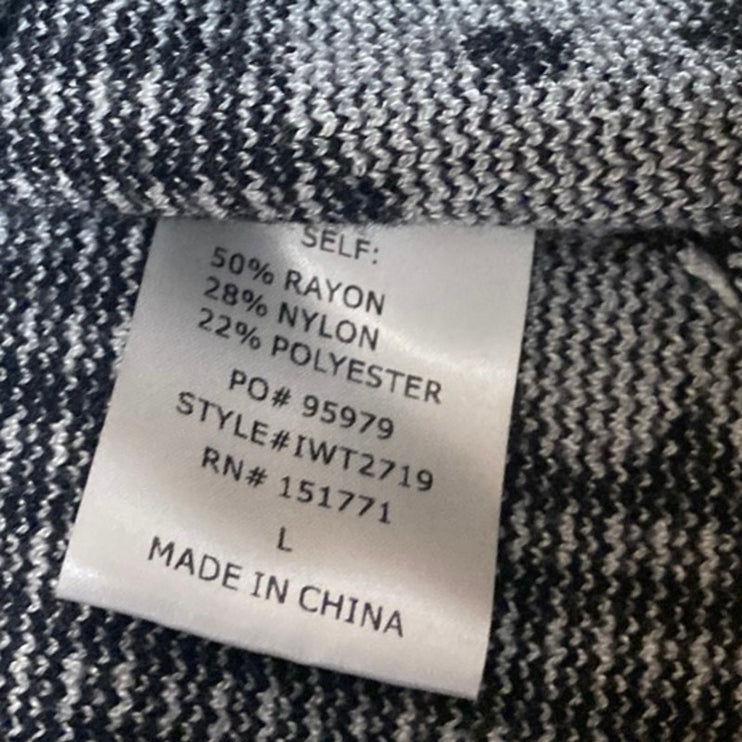 SELF:
50% RAYON
28% NYLON
22% POLYESTER
PO# 95979
STYLE#IWT2719
RN# 151771
L
MADE IN CHINA